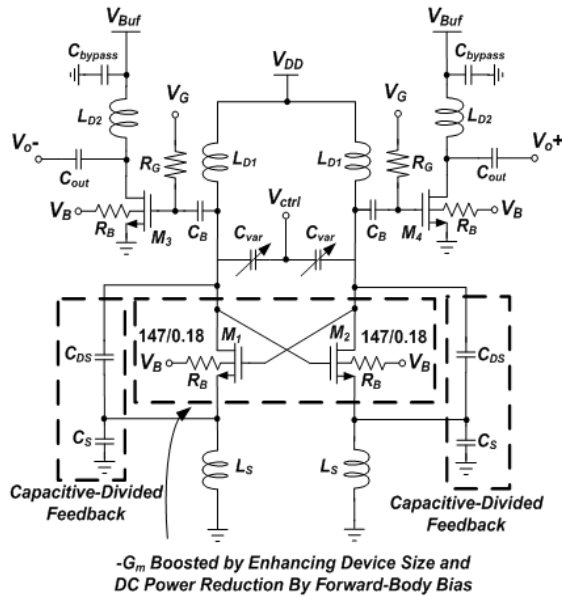 V_Buf V_Buf
C_bypass V_DD C_bypass
V_G V_G
L_D2 L_D1 L_D1 L_D2
V_o- R_G R_G V_o+
C_out V_ctrl C_out
V_B R_B M_3 C_B C_var C_var C_B M_4 R_B V_B
147/0.18 M_1 M_2 147/0.18
C_DS V_B R_B R_B V_B C_DS
C_S L_S L_S C_S
Capacitive-Divided Capacitive-Divided
Feedback Feedback
-G_m Boosted by Enhancing Device Size and
DC Power Reduction By Forward-Body Bias